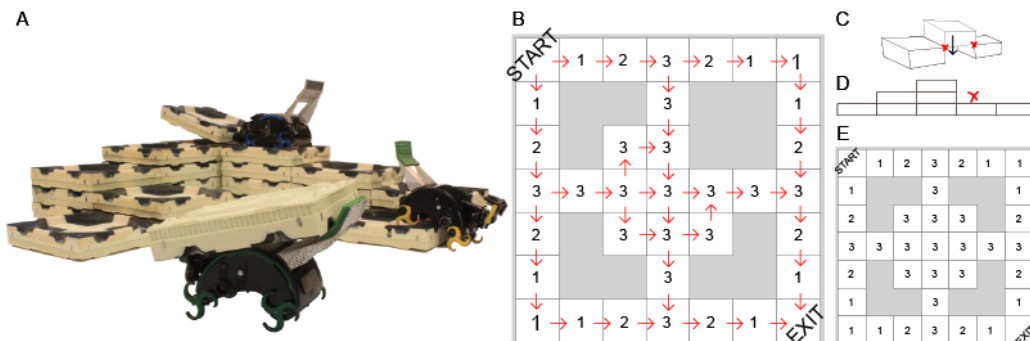 A
B
START 1 2 3 2 1 1
1 3 1
2 3 3 2
3 3 3 3 3 3 3
2 3 3 3 2
1 3 1
1 1 2 3 2 1 EXIT
C
D
E
START 1 2 3 2 1 1
1 3 1
2 3 3 3 2
3 3 3 3 3 3 3
2 3 3 3 2
1 3 1
1 1 2 3 2 1 EXIT